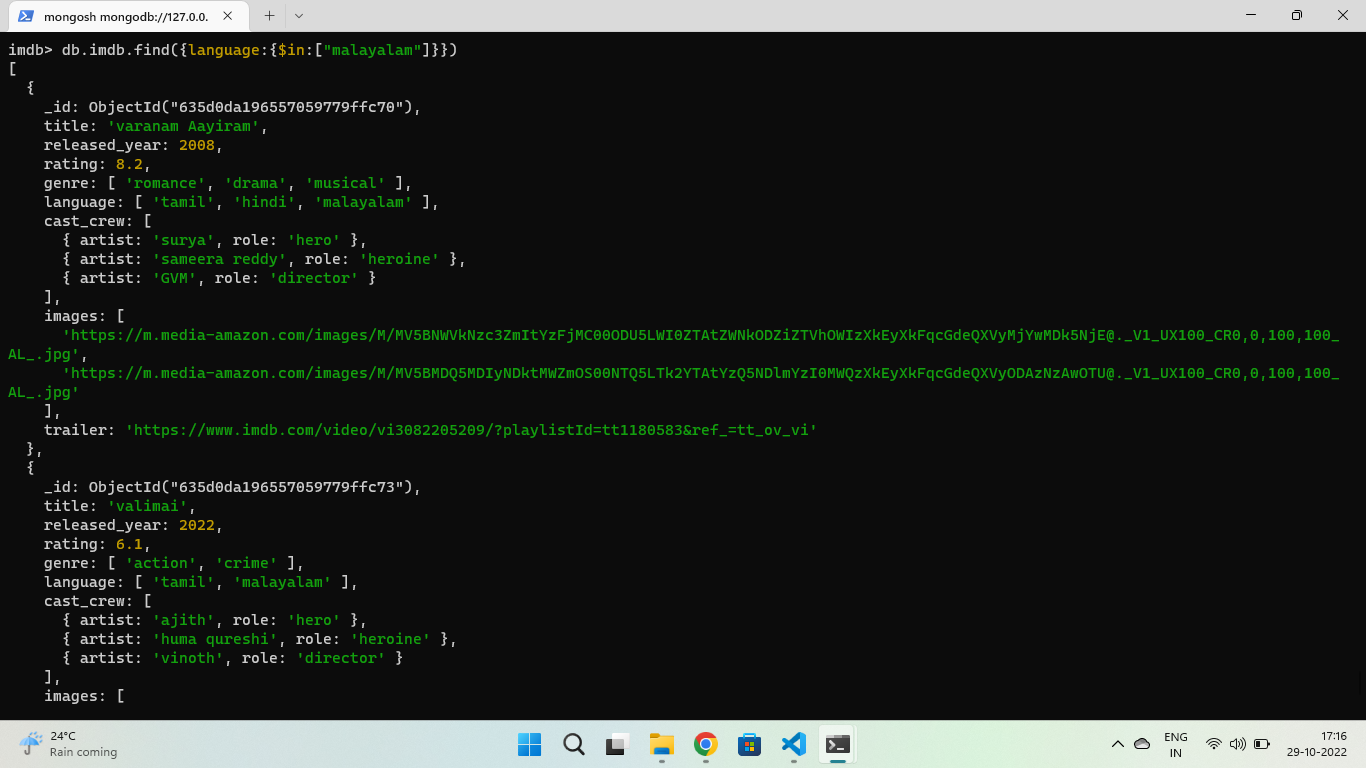 mongosh mongodb://127.0.0.
imdb> db.imdb.find({language:{$in:["malayalam"]}})
[
  {
    _id: ObjectId("635d0da196557059779ffc70"),
    title: 'varanam Aayiram',
    released_year: 2008,
    rating: 8.2,
    genre: [ 'romance', 'drama', 'musical' ],
    language: [ 'tamil', 'hindi', 'malayalam' ],
    cast_crew: [
      { artist: 'surya', role: 'hero' },
      { artist: 'sameera reddy', role: 'heroine' },
      { artist: 'GVM', role: 'director' }
    ],
    images: [
      'https://m.media-amazon.com/images/M/MV5BNWVkNzc3ZmItYzFjMC00ODU5LWI0ZTAtZWNkODZiZTVhOWIzXkEyXkFqcGdeQXVyMjYwMDk5NjE@._V1_UX100_CR0,0,100,100_
AL_.jpg',
      'https://m.media-amazon.com/images/M/MV5BMDQ5MDIyNDktMWZmOS00NTQ5LTk2YTAtYzQ5NDlmYzI0MWQzXkEyXkFqcGdeQXVyODAzNzAwOTU@._V1_UX100_CR0,0,100,100_
AL_.jpg'
    ],
    trailer: 'https://www.imdb.com/video/vi3082205209/?playlistId=tt1180583&ref_=tt_ov_vi'
  },
  {
    _id: ObjectId("635d0da196557059779ffc73"),
    title: 'valimai',
    released_year: 2022,
    rating: 6.1,
    genre: [ 'action', 'crime' ],
    language: [ 'tamil', 'malayalam' ],
    cast_crew: [
      { artist: 'ajith', role: 'hero' },
      { artist: 'huma qureshi', role: 'heroine' },
      { artist: 'vinoth', role: 'director' }
    ],
    images: [
24°C
Rain coming
ENG
IN
17:16
29-10-2022